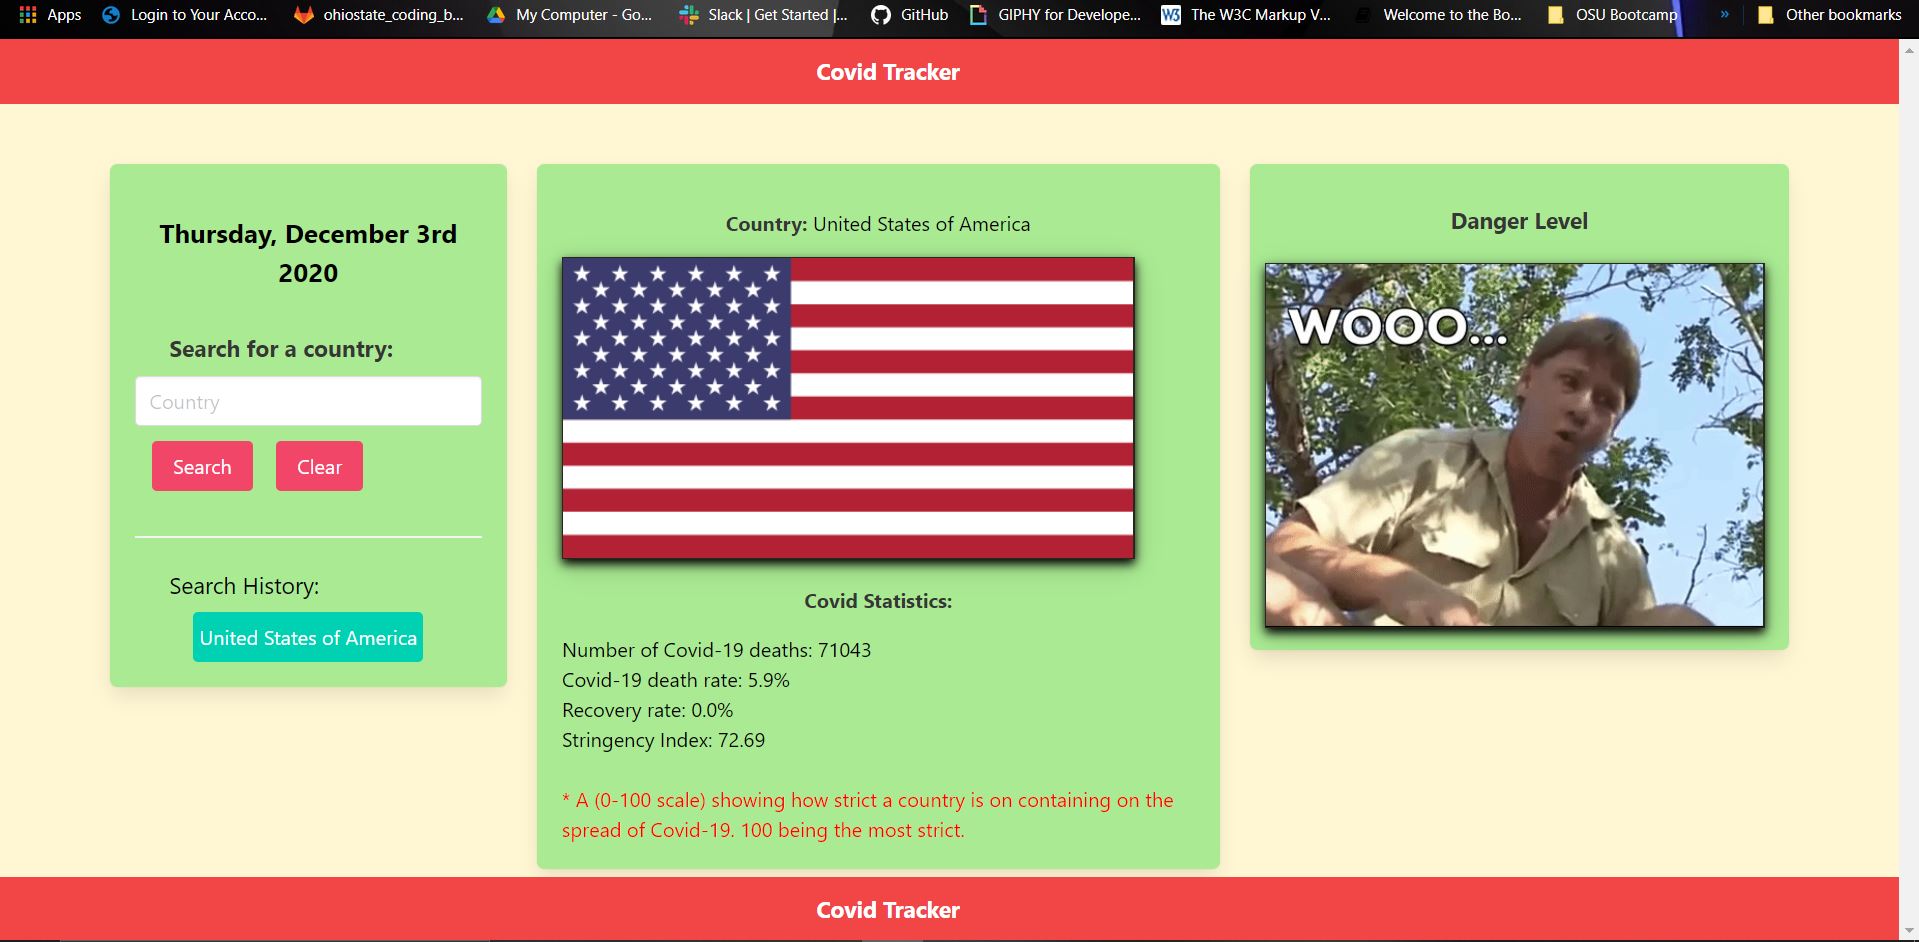 Apps
Login to Your Acco...
ohiostate_coding_b...
My Computer - Go...
Slack | Get Started |...
GitHub
GIPHY for Develope...
The W3C Markup V...
Welcome to the Bo...
OSU Bootcamp
»
Other bookmarks
Covid Tracker
Thursday, December 3rd
2020
Search for a country:
Country
Search
Clear
Search History:
United States of America
Country: United States of America
Covid Statistics:
Number of Covid-19 deaths: 71043
Covid-19 death rate: 5.9%
Recovery rate: 0.0%
Stringency Index: 72.69
* A (0-100 scale) showing how strict a country is on containing on the
spread of Covid-19. 100 being the most strict.
Danger Level
WOOO...
Covid Tracker